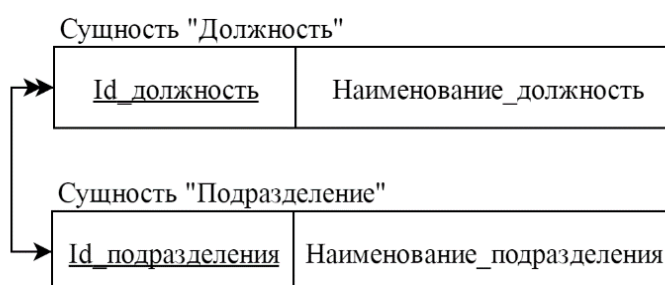 Сущность "Должность"
Id_должность Наименование_должность
Сущность "Подразделение"
Id_подразделения Наименование_подразделения